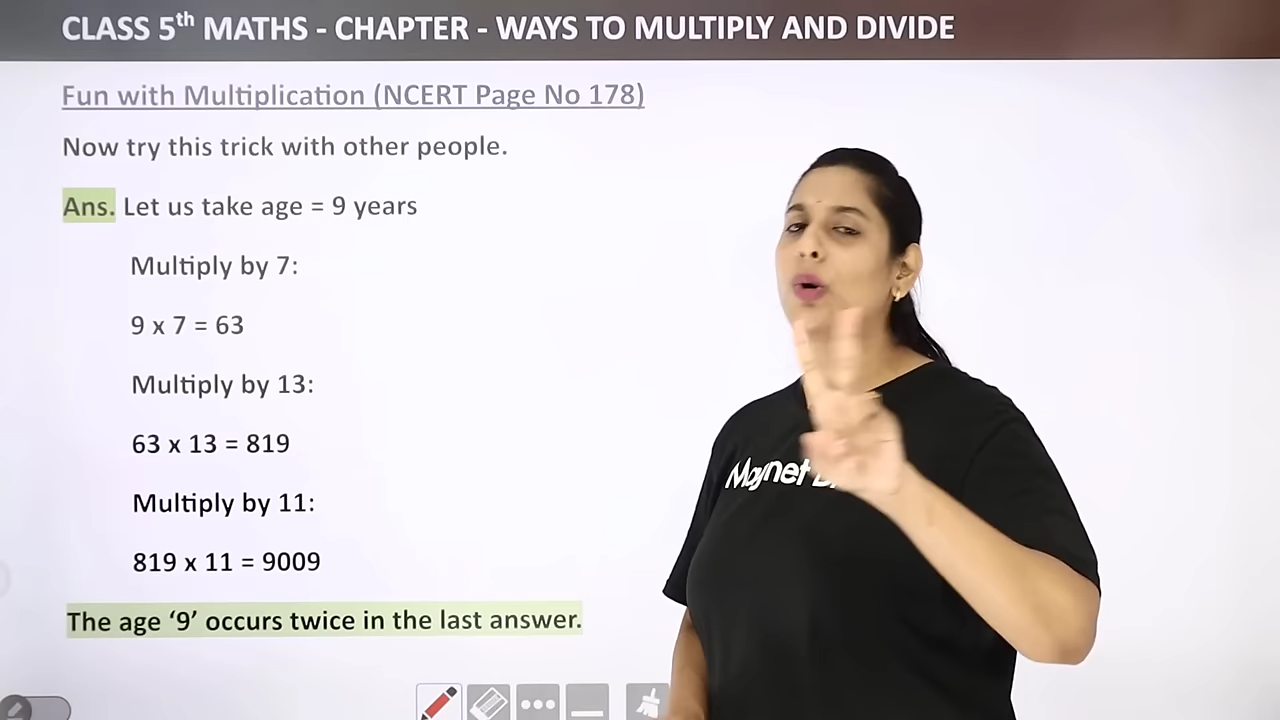 CLASS 5th MATHS - CHAPTER - WAYS TO MULTIPLY AND DIVIDE
Fun with Multiplication (NCERT Page No 178)
Now try this trick with other people.
Ans. Let us take age = 9 years
Multiply by 7:
9 x 7 = 63
Multiply by 13:
63 x 13 = 819
Multiply by 11:
819 x 11 = 9009
The age ‘9’ occurs twice in the last answer.
Magnet